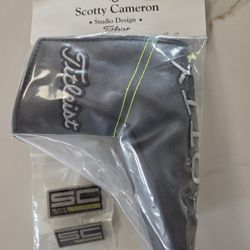 Scotty Cameron
• Studio Design •
Titleist
Titleist
SC
SC